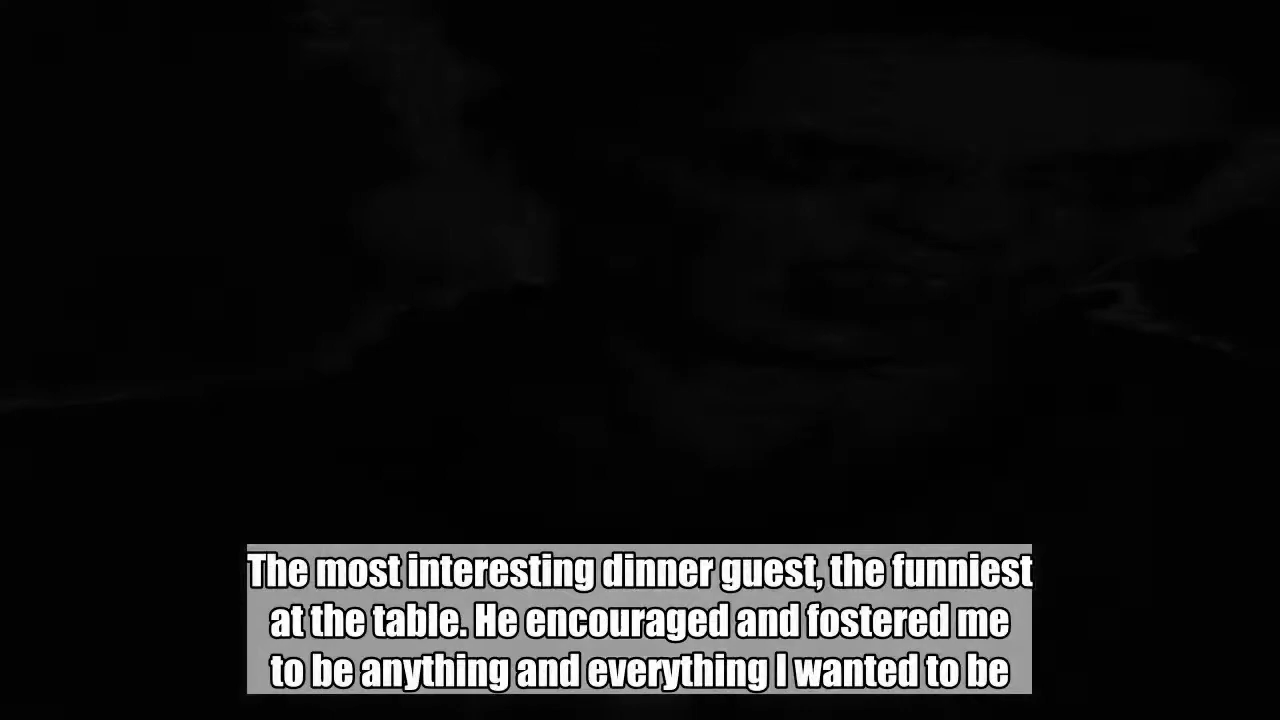 The most interesting dinner guest, the funniest
at the table. He encouraged and fostered me
to be anything and everything I wanted to be